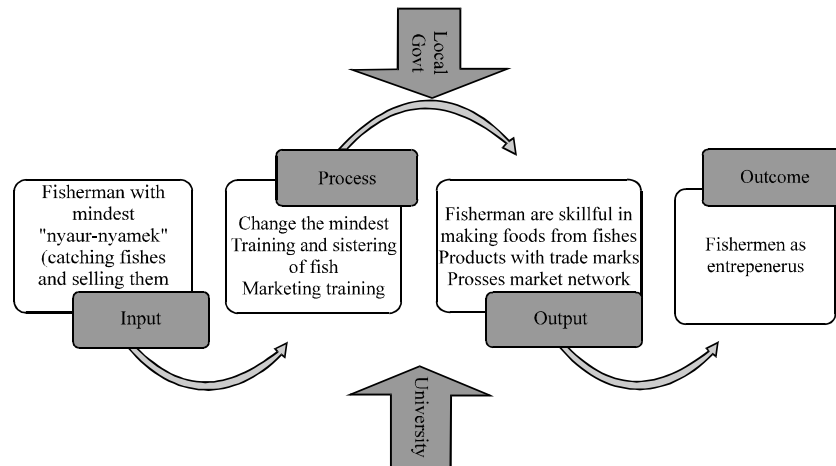 Local
Govt
Process
Outcome
Fisherman with
mindest
"nyaur-nyamek"
(catching fishes
and selling them
Input
Change the mindest
Training and sistering
of fish
Marketing training
Fisherman are skillful in
making foods from fishes
Products with trade marks
Prosses market network
Output
Fishermen as
entrepenerus
University